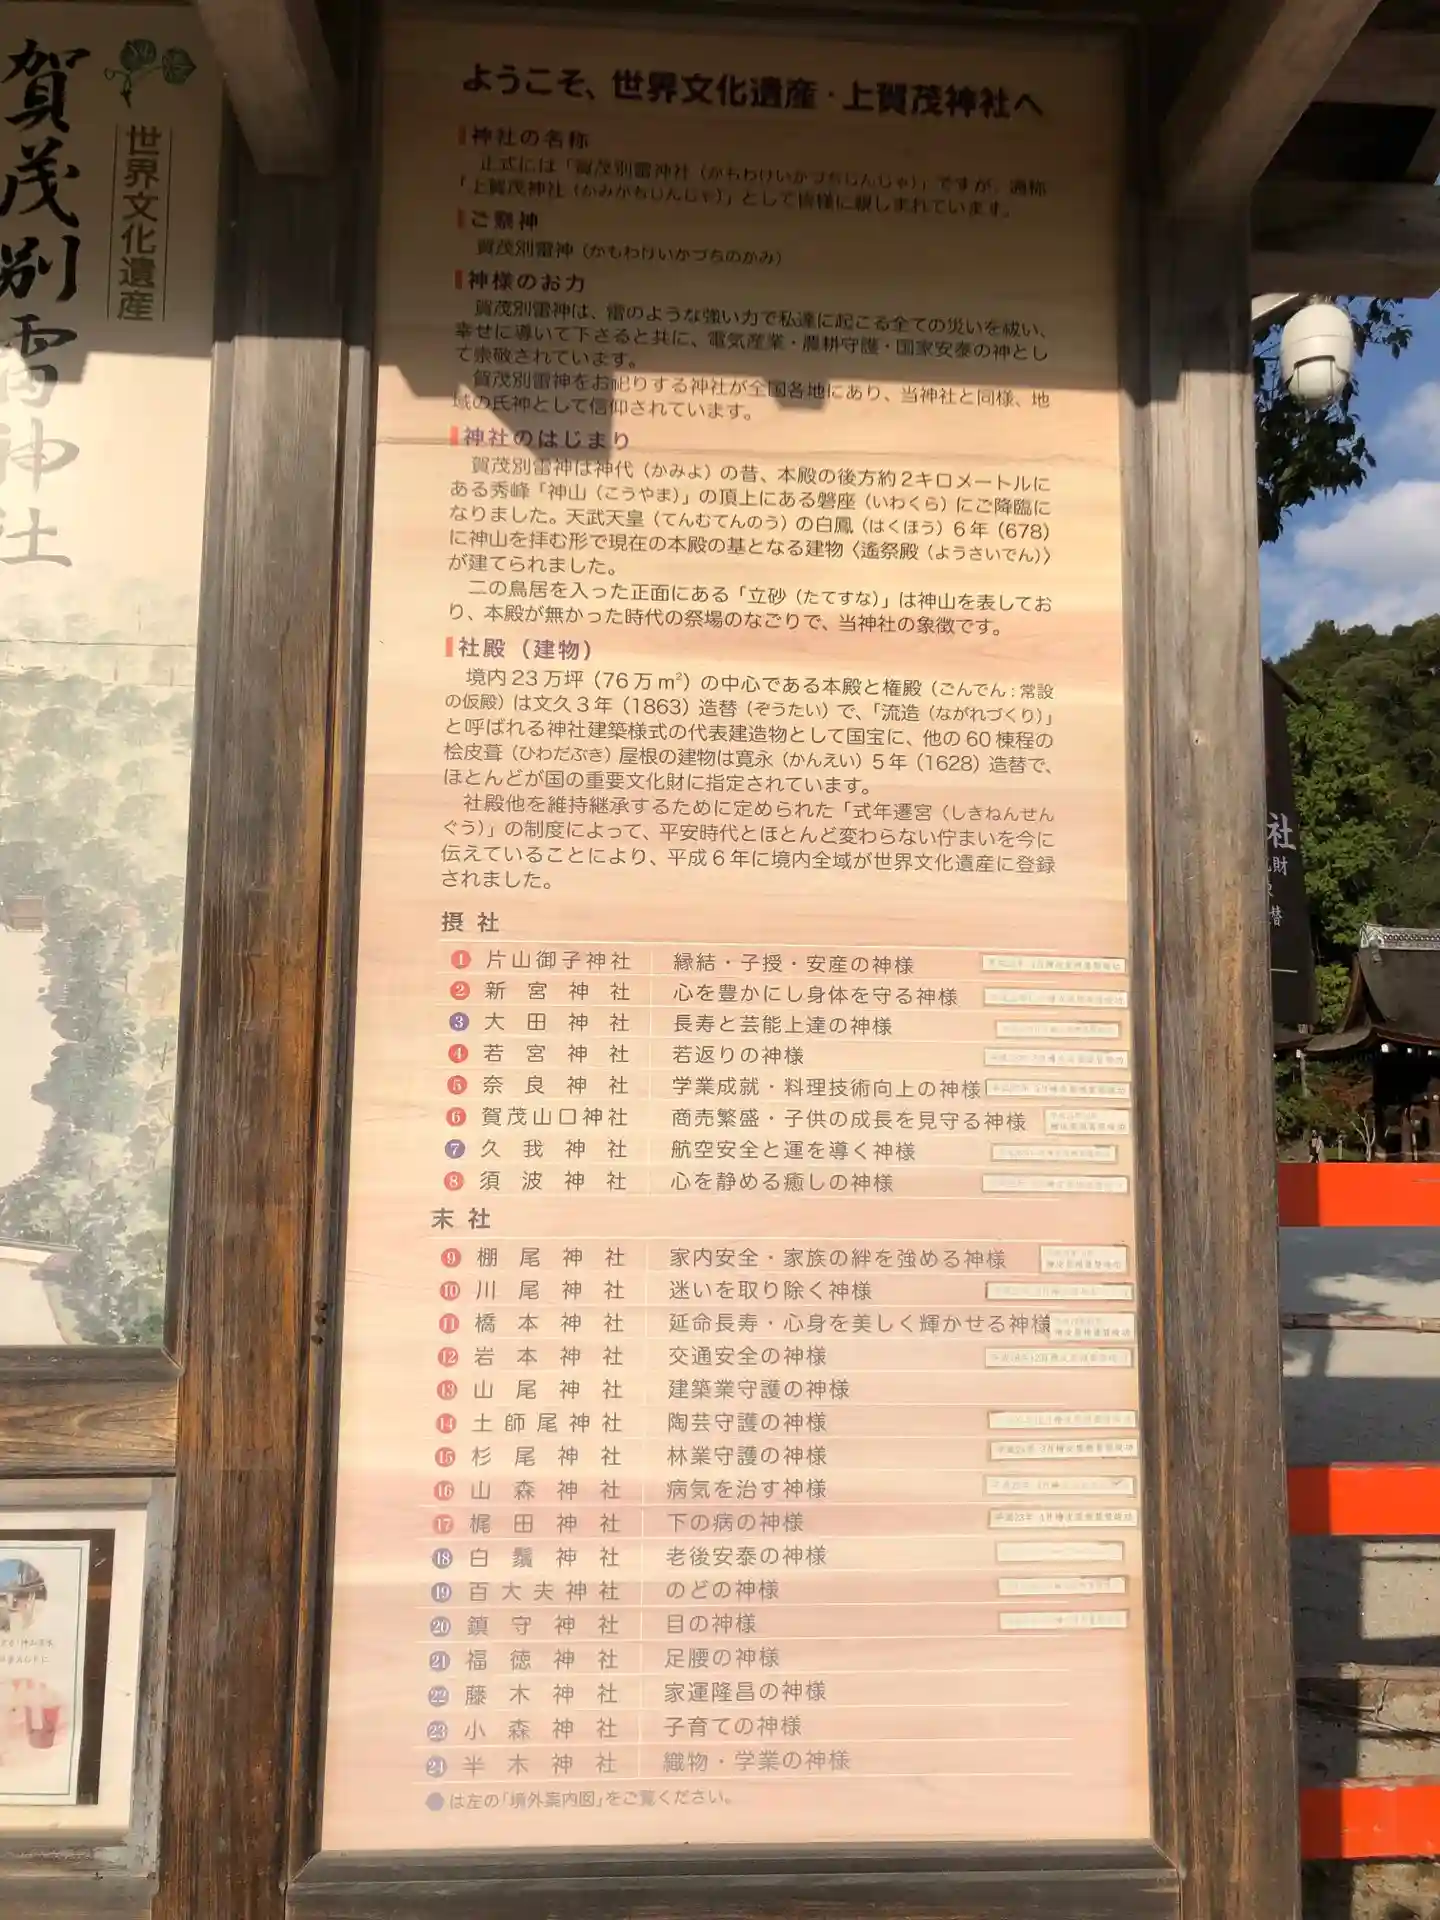 賀茂別雷神社
世界文化遺産
ようこそ、世界文化遺産・上賀茂神社へ
神社の名称
正式には「賀茂別雷神社（かもわけいかづちじんじゃ）」ですが、通称
「上賀茂神社（かみがもじんじゃ）」として皆様に親しまれています。
ご祭神
賀茂別雷神（かもわけいかづちのかみ）
神様のお力
賀茂別雷神は、雷のような強い力で私達に起こる全ての災いを祓い、
幸せに導いて下さると共に、電気産業・農耕守護・国家安泰の神とし
て崇敬されています。
賀茂別雷神をお祀りする神社が全国各地にあり、当神社と同様、地
域の氏神として信仰されています。
神社のはじまり
賀茂別雷神は神代（かみよ）の昔、本殿の後方約2キロメートルに
ある秀峰「神山（こうやま）」の頂上にある磐座（いわくら）にご降臨に
なりました。天武天皇（てんむてんのう）の白鳳（はくほう）6年（678）
に神山を拝む形で現在の本殿の基となる建物〈遙祭殿（ようさいでん）〉
が建てられました。
二の鳥居を入った正面にある「立砂（たてすな）」は神山を表してお
り、本殿が無かった時代の祭場のなごりで、当神社の象徴です。
社殿（建物）
境内23万坪（76万m²）の中心である本殿と権殿（ごんでん：常設
の仮殿）は文久3年（1863）造替（ぞうたい）で、「流造（ながれづくり）」
と呼ばれる神社建築様式の代表建造物として国宝に、他の60棟程の
桧皮葺（ひわだぶき）屋根の建物は寛永（かんえい）5年（1628）造替で、
ほとんどが国の重要文化財に指定されています。
社殿他を維持継承するために定められた「式年遷宮（しきねんせん
ぐう）」の制度によって、平安時代とほとんど変わらない佇まいを今に
伝えていることにより、平成6年に境内全域が世界文化遺産に登録
されました。
摂社
1 片山御子神社 縁結・子授・安産の神様
2 新宮神社 心を豊かにし身体を守る神様
3 大田神社 長寿と芸能上達の神様
4 若宮神社 若返りの神様
5 奈良神社 学業成就・料理技術向上の神様
6 賀茂山口神社 商売繁盛・子供の成長を見守る神様
7 久我神社 航空安全と運を導く神様
8 須波神社 心を静める癒しの神様
末社
9 棚尾神社 家内安全・家族の絆を強める神様
10 川尾神社 迷いを取り除く神様
11 橋本神社 延命長寿・心身を美しく輝かせる神様
12 岩本神社 交通安全の神様
13 山尾神社 建築業守護の神様
14 土師尾神社 陶芸守護の神様
15 杉尾神社 林業守護の神様
16 山森神社 病気を治す神様
17 梶田神社 下の病の神様
18 白鬚神社 老後安泰の神様
19 百大夫神社 のどの神様
20 鎮守神社 目の神様
21 福徳神社 足腰の神様
22 藤木神社 家運隆昌の神様
23 小森神社 子育ての神様
24 半木神社 織物・学業の神様
は左の「境外案内図」をご覧ください。
社
財
替